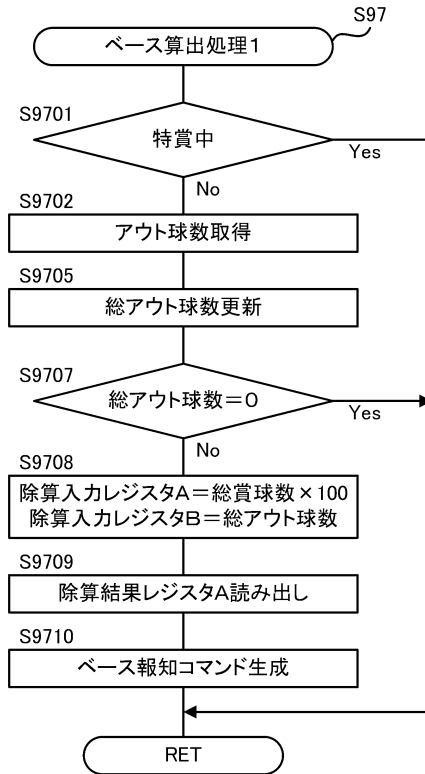 S97
ベース算出処理1
S9701
特賞中
Yes
No
S9702
アウト球数取得
S9705
総アウト球数更新
S9707
総アウト球数＝0
Yes
No
S9708
除算入力レジスタA＝総賞球数×100
除算入力レジスタB＝総アウト球数
S9709
除算結果レジスタA読み出し
S9710
ベース報知コマンド生成
RET